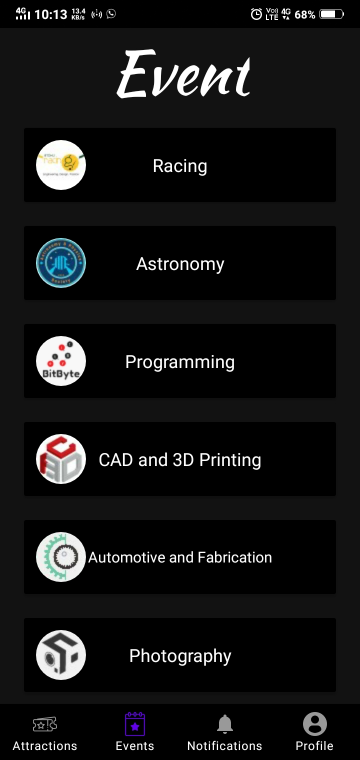 4G 10:13 13.4 KB/s Vo) LTE 4G 68%
Event
Racing
Astronomy
BitByte
Programming
CAD and 3D Printing
Automotive and Fabrication
Photography
Attractions Events Notifications Profile